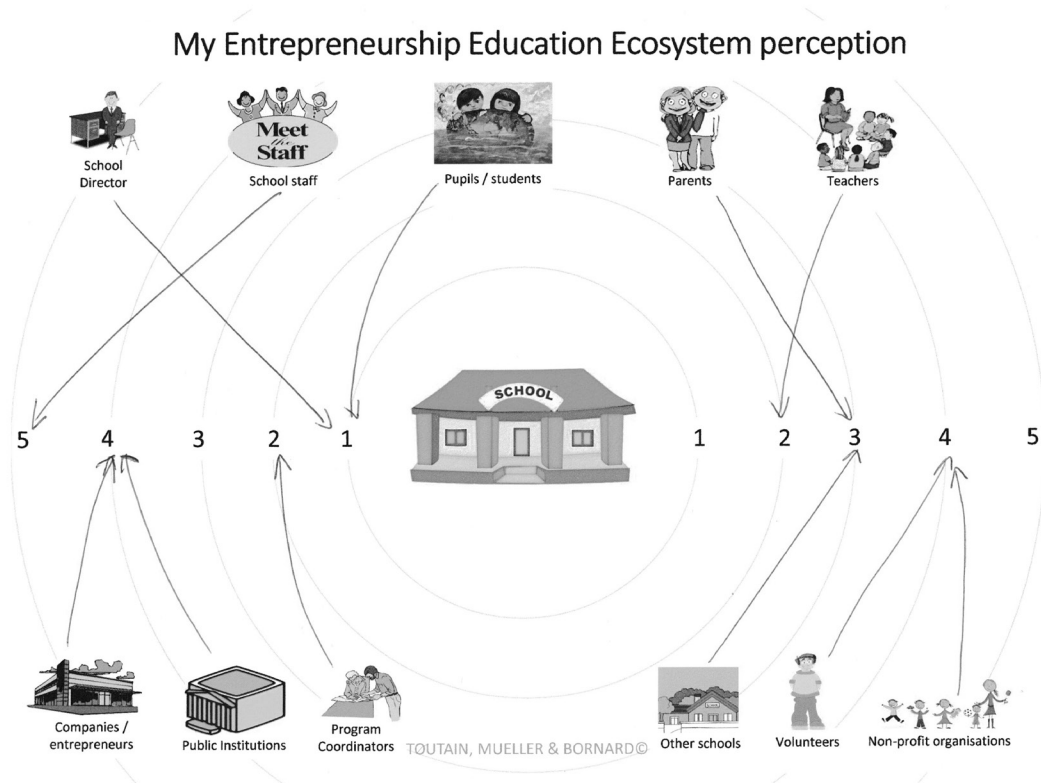 My Entrepreneurship Education Ecosystem perception
Meet
the
Staff
School
Director
School staff
Pupils / students
Parents
Teachers
SCHOOL
5 4 3 2 1 1 2 3 4 5
Companies /
entrepreneurs
Public Institutions
Program
Coordinators
TOUTAIN, MUELLER & BORNARD©
Other schools
Volunteers
Non-profit organisations